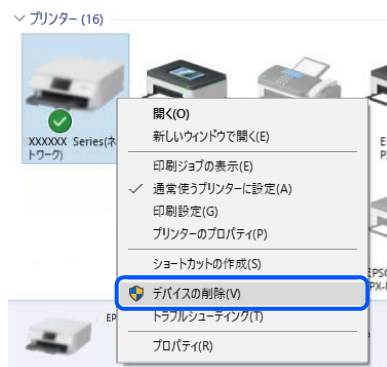 プリンター (16)
XXXXXX Series(ネ
トワーク)
開く(O)
新しいウィンドウで開く(E)
印刷ジョブの表示(E)
通常使うプリンターに設定(A)
印刷設定(G)
プリンターのプロパティ(P)
ショートカットの作成(S)
デバイスの削除(V)
トラブルシューティング(T)
プロパティ(R)
E
P
EPSO
PX-
EP